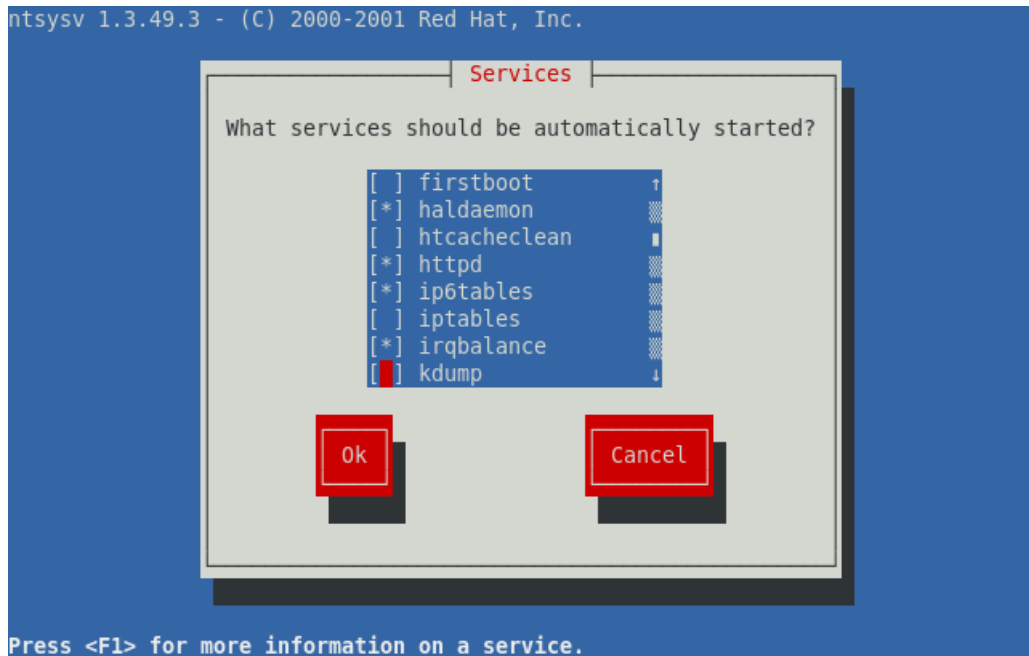 ntsysv 1.3.49.3 - (C) 2000-2001 Red Hat, Inc.
Services
What services should be automatically started?
[ ] firstboot ↑
[*] haldaemon
[ ] htcacheclean
[*] httpd
[*] ip6tables
[ ] iptables
[*] irqbalance
[ ] kdump ↓
Ok Cancel
Press <F1> for more information on a service.